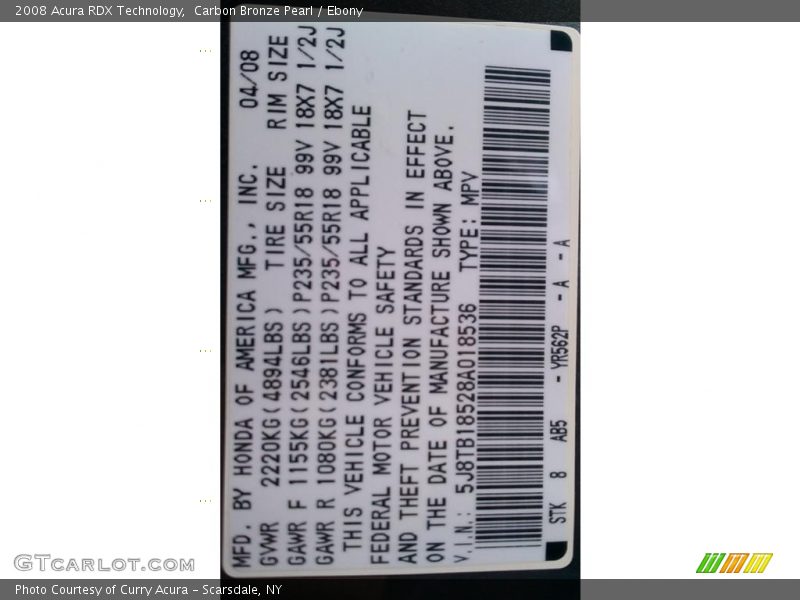 2008 Acura RDX Technology, Carbon Bronze Pearl / Ebony
MFD. BY HONDA OF AMERICA MFG., INC. 04/08
GVWR 2220KG(4894LBS) TIRE SIZE RIM SIZE
GAWR F 1155KG(2546LBS)P235/55R18 99V 18X7 1/2J
GAWR R 1080KG(2381LBS)P235/55R18 99V 18X7 1/2J
THIS VEHICLE CONFORMS TO ALL APPLICABLE
FEDERAL MOTOR VEHICLE SAFETY
AND THEFT PREVENTION STANDARDS IN EFFECT
ON THE DATE OF MANUFACTURE SHOWN ABOVE.
V.I.N.: 5J8TB18528A018536 TYPE: MPV
STK 8 AB5 - YR562P - A - A
GTcarlot.com
Photo Courtesy of Curry Acura - Scarsdale, NY